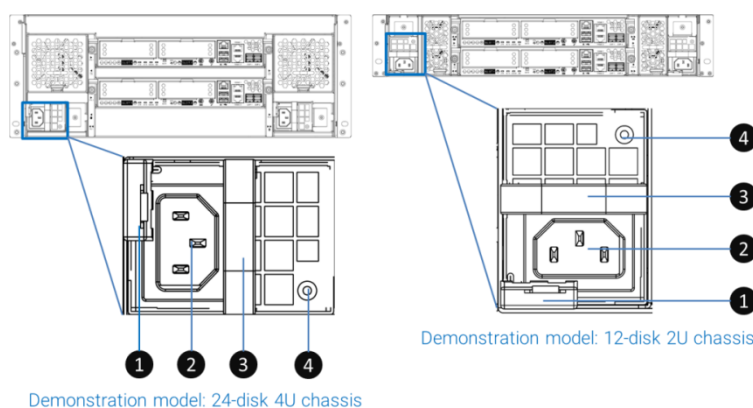 4
3
2
1
Demonstration model: 12-disk 2U chassis
1 2 3 4
Demonstration model: 24-disk 4U chassis